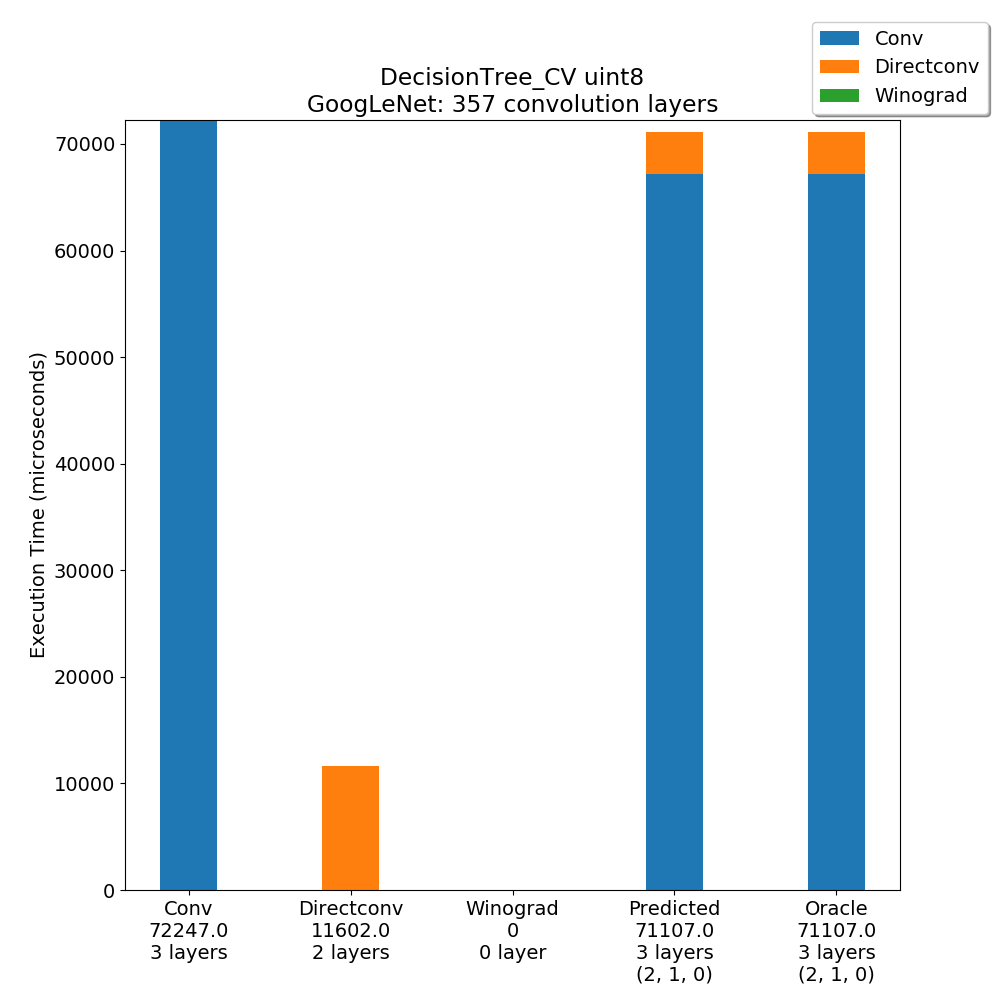 Conv
Directconv
Winograd
DecisionTree_CV uint8
GoogLeNet: 357 convolution layers
Execution Time (microseconds)
70000
60000
50000
40000
30000
20000
10000
0
Conv
72247.0
3 layers
Directconv
11602.0
2 layers
Winograd
0
0 layer
Predicted
71107.0
3 layers
(2, 1, 0)
Oracle
71107.0
3 layers
(2, 1, 0)